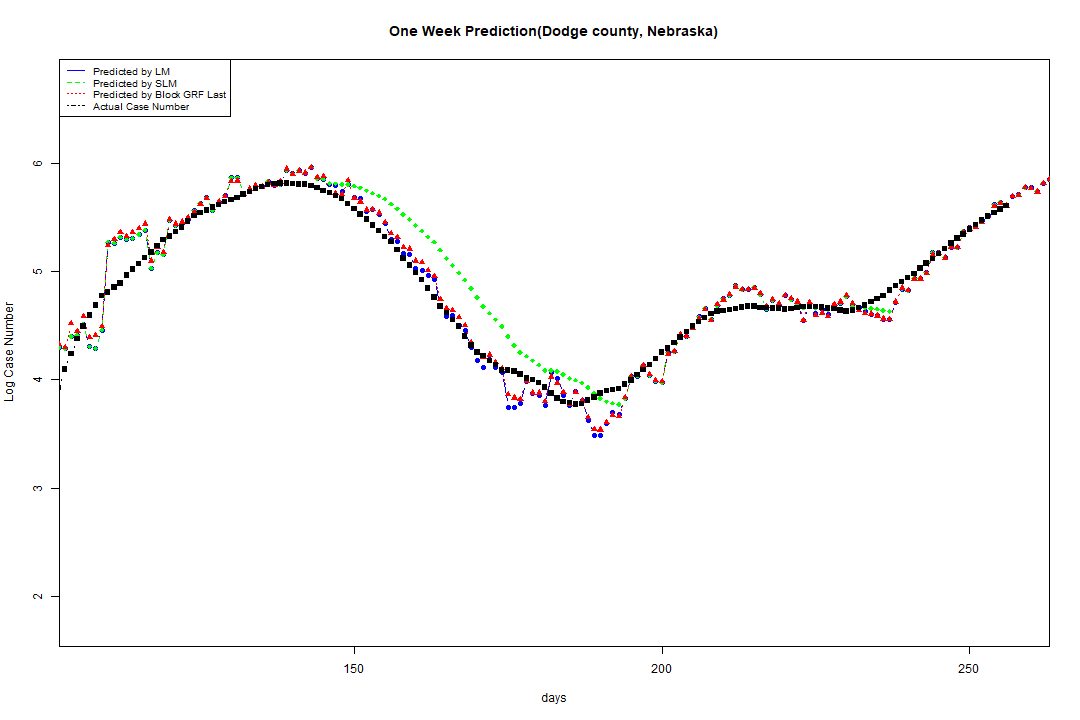 One Week Prediction(Dodge county, Nebraska)
Predicted by LM
Predicted by SLM
Predicted by Block GRF Last
Actual Case Number
6
5
4
3
2
Log Case Number
150 200 250
days